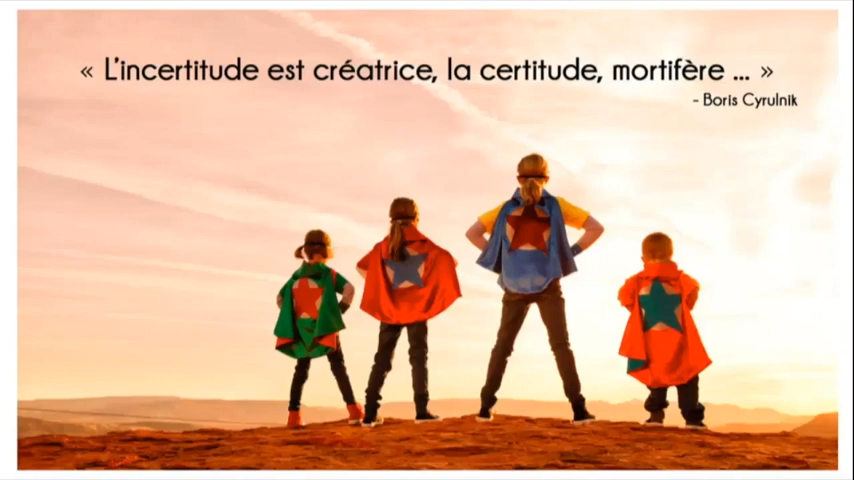 « L'incertitude est créatrice, la certitude, mortifère ... »
- Boris Cyrulnik